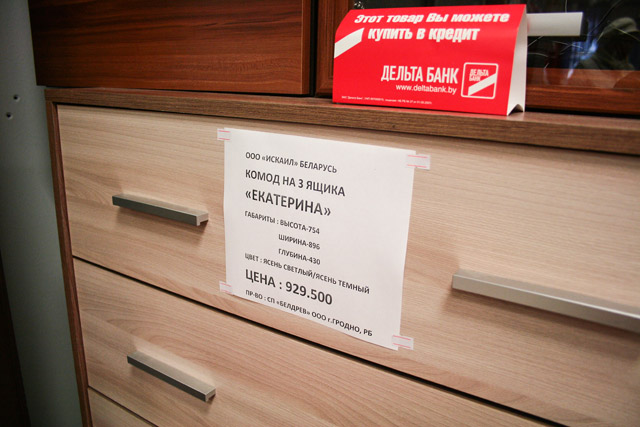 Этот товар Вы можете
купить в кредит
ДЕЛЬТА БАНК
www.deltabank.by
ДЕЛЬТА
БАНК
ООО «ИСКАИЛ» БЕЛАРУСЬ
КОМОД НА 3 ЯЩИКА
«ЕКАТЕРИНА»
ГАБАРИТЫ : ВЫСОТА-754
ШИРИНА-896
ГЛУБИНА-430
ЦВЕТ : ЯСЕНЬ СВЕТЛЫЙ/ЯСЕНЬ ТЕМНЫЙ
ЦЕНА : 929.500
ПР-ВО : СП «БЕЛДРЕВ» ООО г.ГРОДНО, РБ